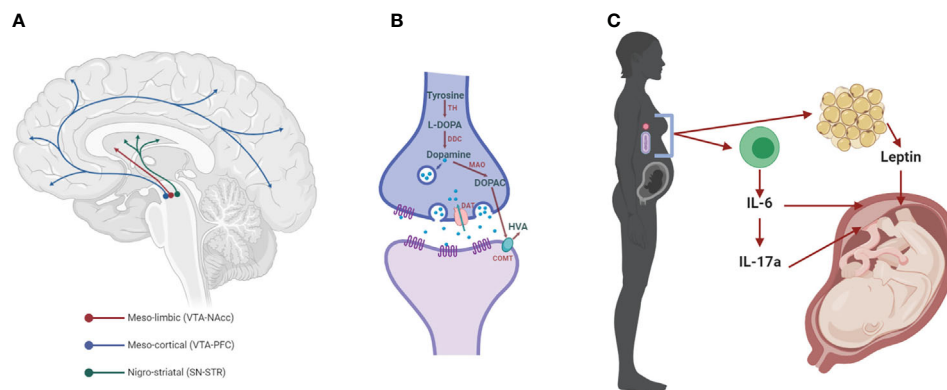 A
Meso-limbic (VTA-NAcc)
Meso-cortical (VTA-PFC)
Nigro-striatal (SN-STR)
B
Tyrosine
TH
L-DOPA
DDC
Dopamine
MAO
DOPAC
DAT
HVA
COMT
C
Leptin
IL-6
IL-17a